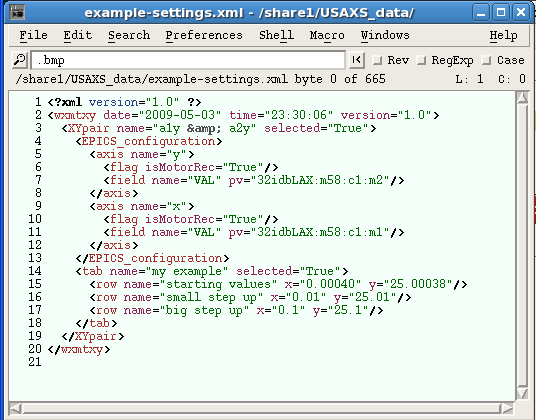 example-settings.xml - /share1/USAXS_data/
File Edit Search Preferences Shell Macro Windows Help
.bmp Rev RegExp Case
/share1/USAXS_data/example-settings.xml byte 0 of 665 L: 1 C: 0
1 <?xml version="1.0" ?>
2 <wxmtxy date="2009-05-03" time="23:30:06" version="1.0">
3 <XYpair name="a1y &amp; a2y" selected="True">
4 <EPICS_configuration>
5 <axis name="y">
6 <flag isMotorRec="True"/>
7 <field name="VAL" pv="32idbLAX:m58:c1:m2"/>
8 </axis>
9 <axis name="x">
10 <flag isMotorRec="True"/>
11 <field name="VAL" pv="32idbLAX:m58:c1:m1"/>
12 </axis>
13 </EPICS_configuration>
14 <tab name="my example" selected="True">
15 <row name="starting values" x="0.00040" y="25.00038"/>
16 <row name="small step up" x="0.01" y="25.01"/>
17 <row name="big step up" x="0.1" y="25.1"/>
18 </tab>
19 </XYpair>
20 </wxmtxy>
21